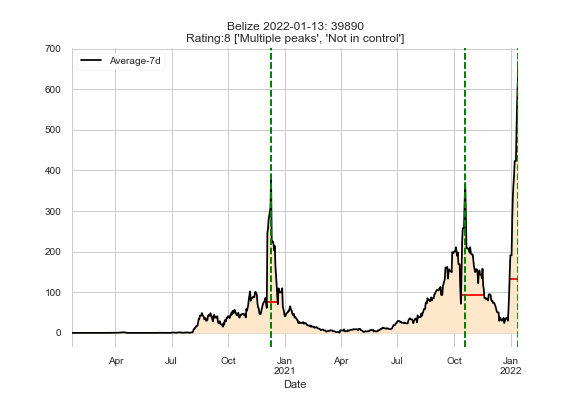 Belize 2022-01-13: 39890
Rating:8 ['Multiple peaks', 'Not in control']
700
Average-7d
600
500
400
300
200
100
0
Apr
Jul
Oct
Jan
2021
Apr
Jul
Oct
Jan
2022
Date